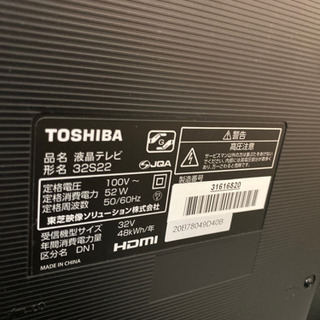 TOSHIBA
品名 液晶テレビ
形名 32S22
JQA
定格電圧 100V~
定格消費電力 52W
定格周波数 50/60Hz
東芝映像ソリューション株式会社
受信機型サイズ 32V
年間消費電力量 48kWh/年
区分名 DN1
MADE IN CHINA
HDMI
警告
高圧注意
製造番号
31616820
20B78049D40B